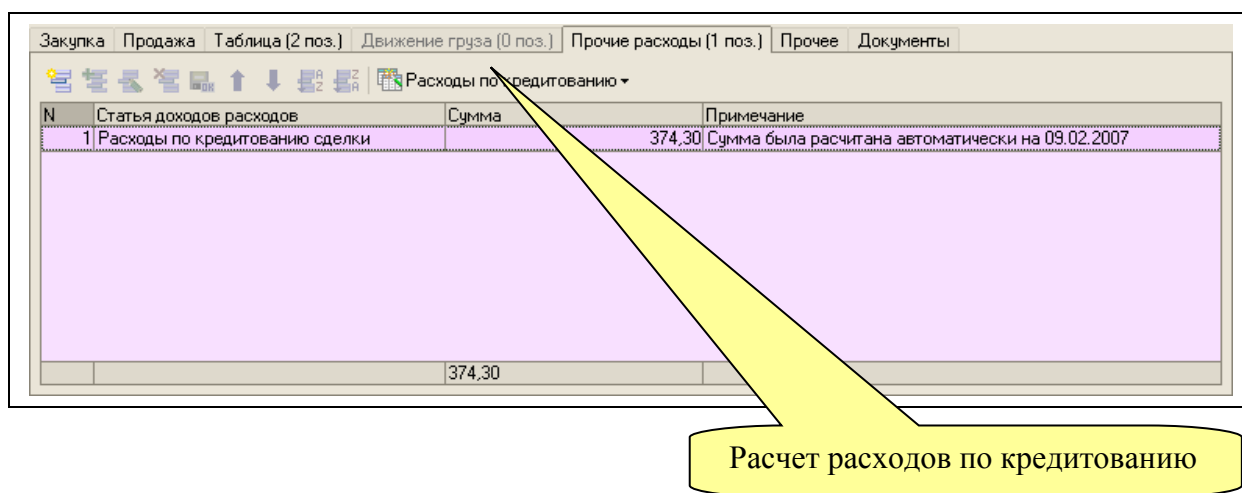 Закупка Продажа Таблица (2 поз.) Движение груза (0 поз.) Прочие расходы (1 поз.) Прочее Документы
Расходы по кредитованию
N Статья доходов расходов Сумма Примечание
1 Расходы по кредитованию сделки 374,30 Сумма была расчитана автоматически на 09.02.2007
374,30
Расчет расходов по кредитованию